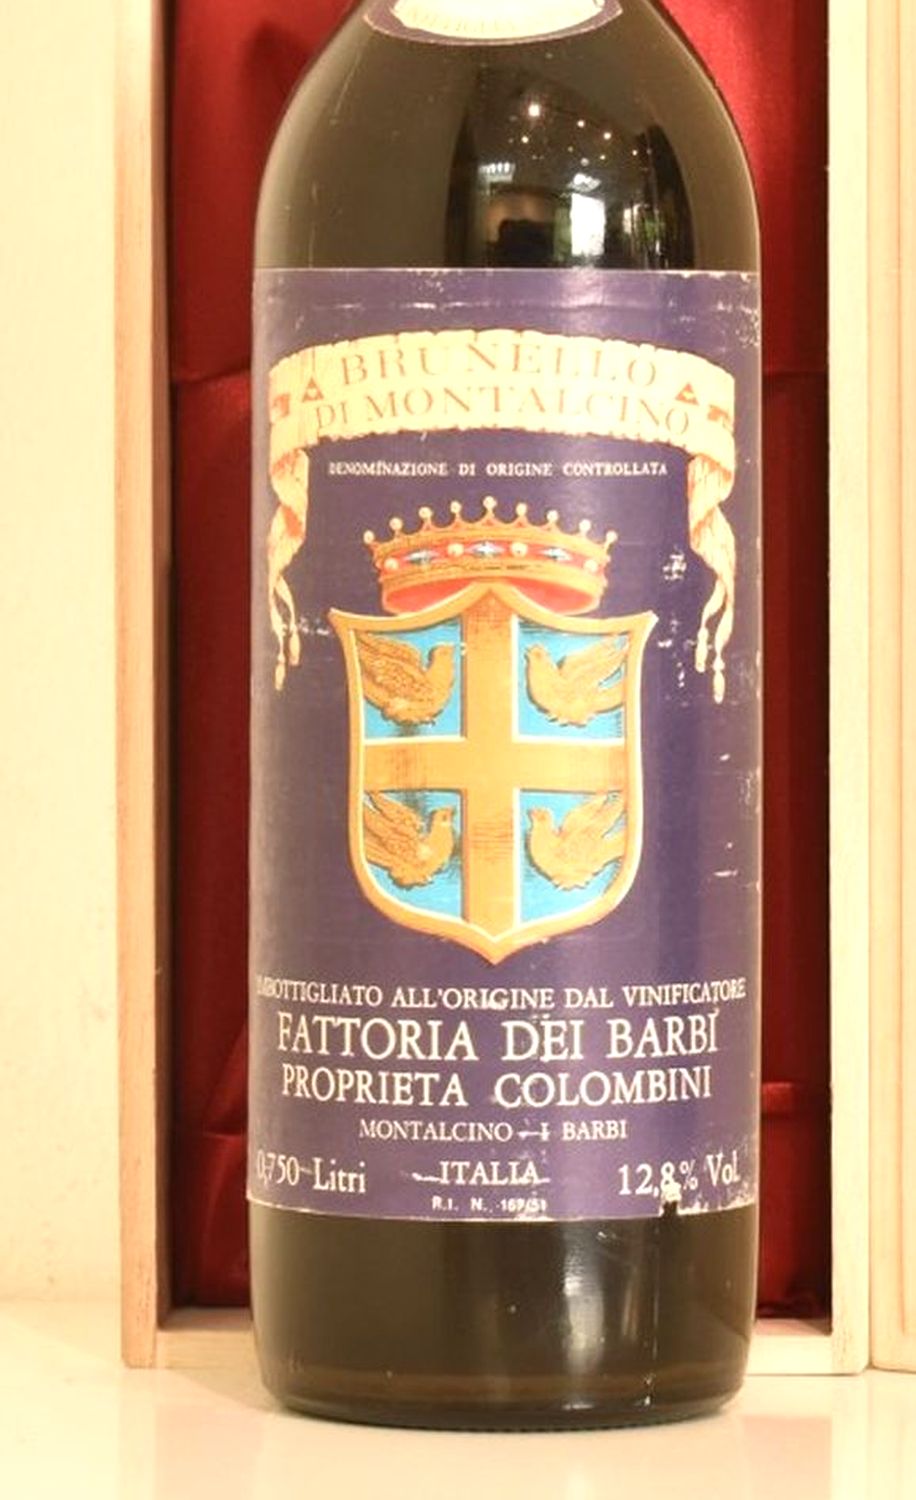 BRUNELLO
DI MONTALCINO
DENOMINAZIONE DI ORIGINE CONTROLLATA
IMBOTTIGLIATO ALL'ORIGINE DAL VINIFICATORE
FATTORIA DEI BARBI
PROPRIETA COLOMBINI
MONTALCINO - I BARBI
0,750 Litri ITALIA 12,8% Vol.
R.I. N.